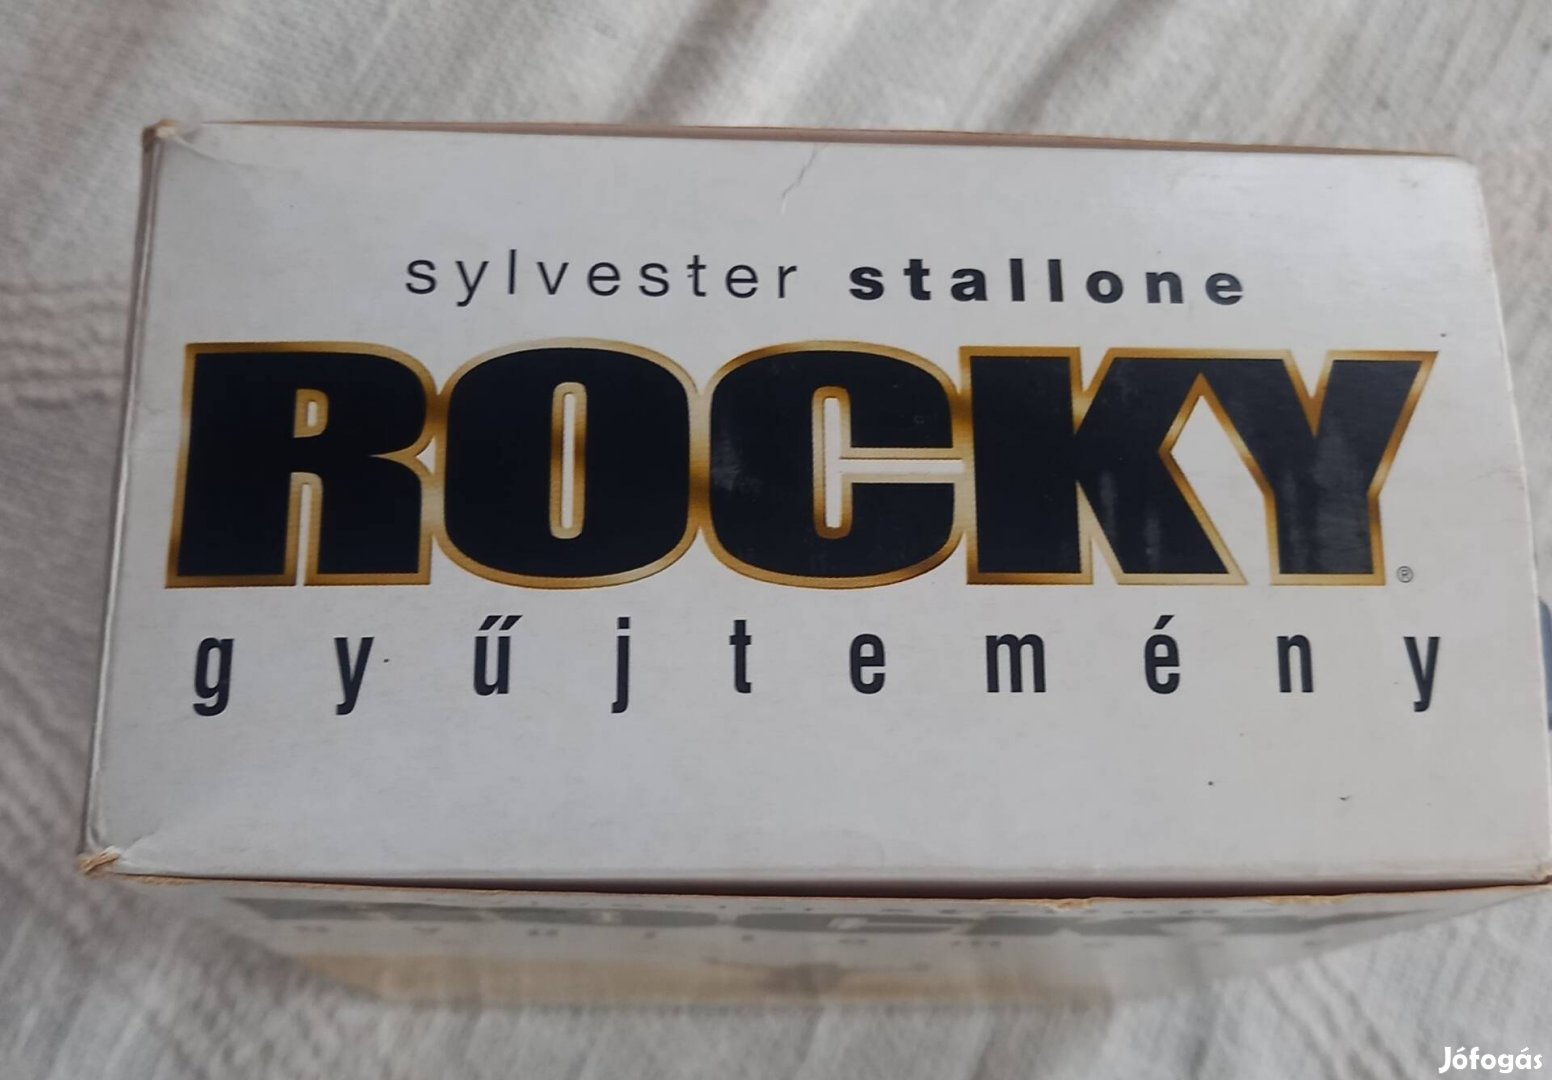 sylvester stallone
ROCKY®
gyűjtemény
Jófogás